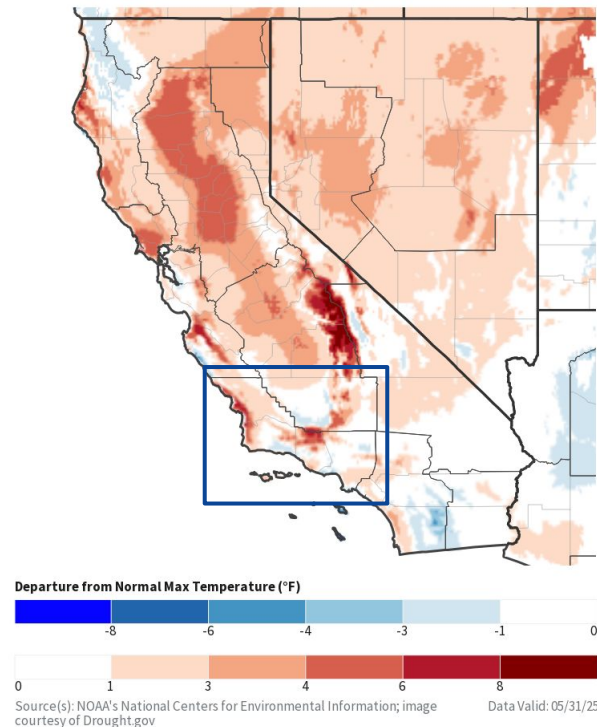 Departure from Normal Max Temperature (°F)
-8 -6 -4 -3 -1 0
0 1 3 4 6 8
Source(s): NOAA's National Centers for Environmental Information; image Data Valid: 05/31/25
courtesy of Drought.gov